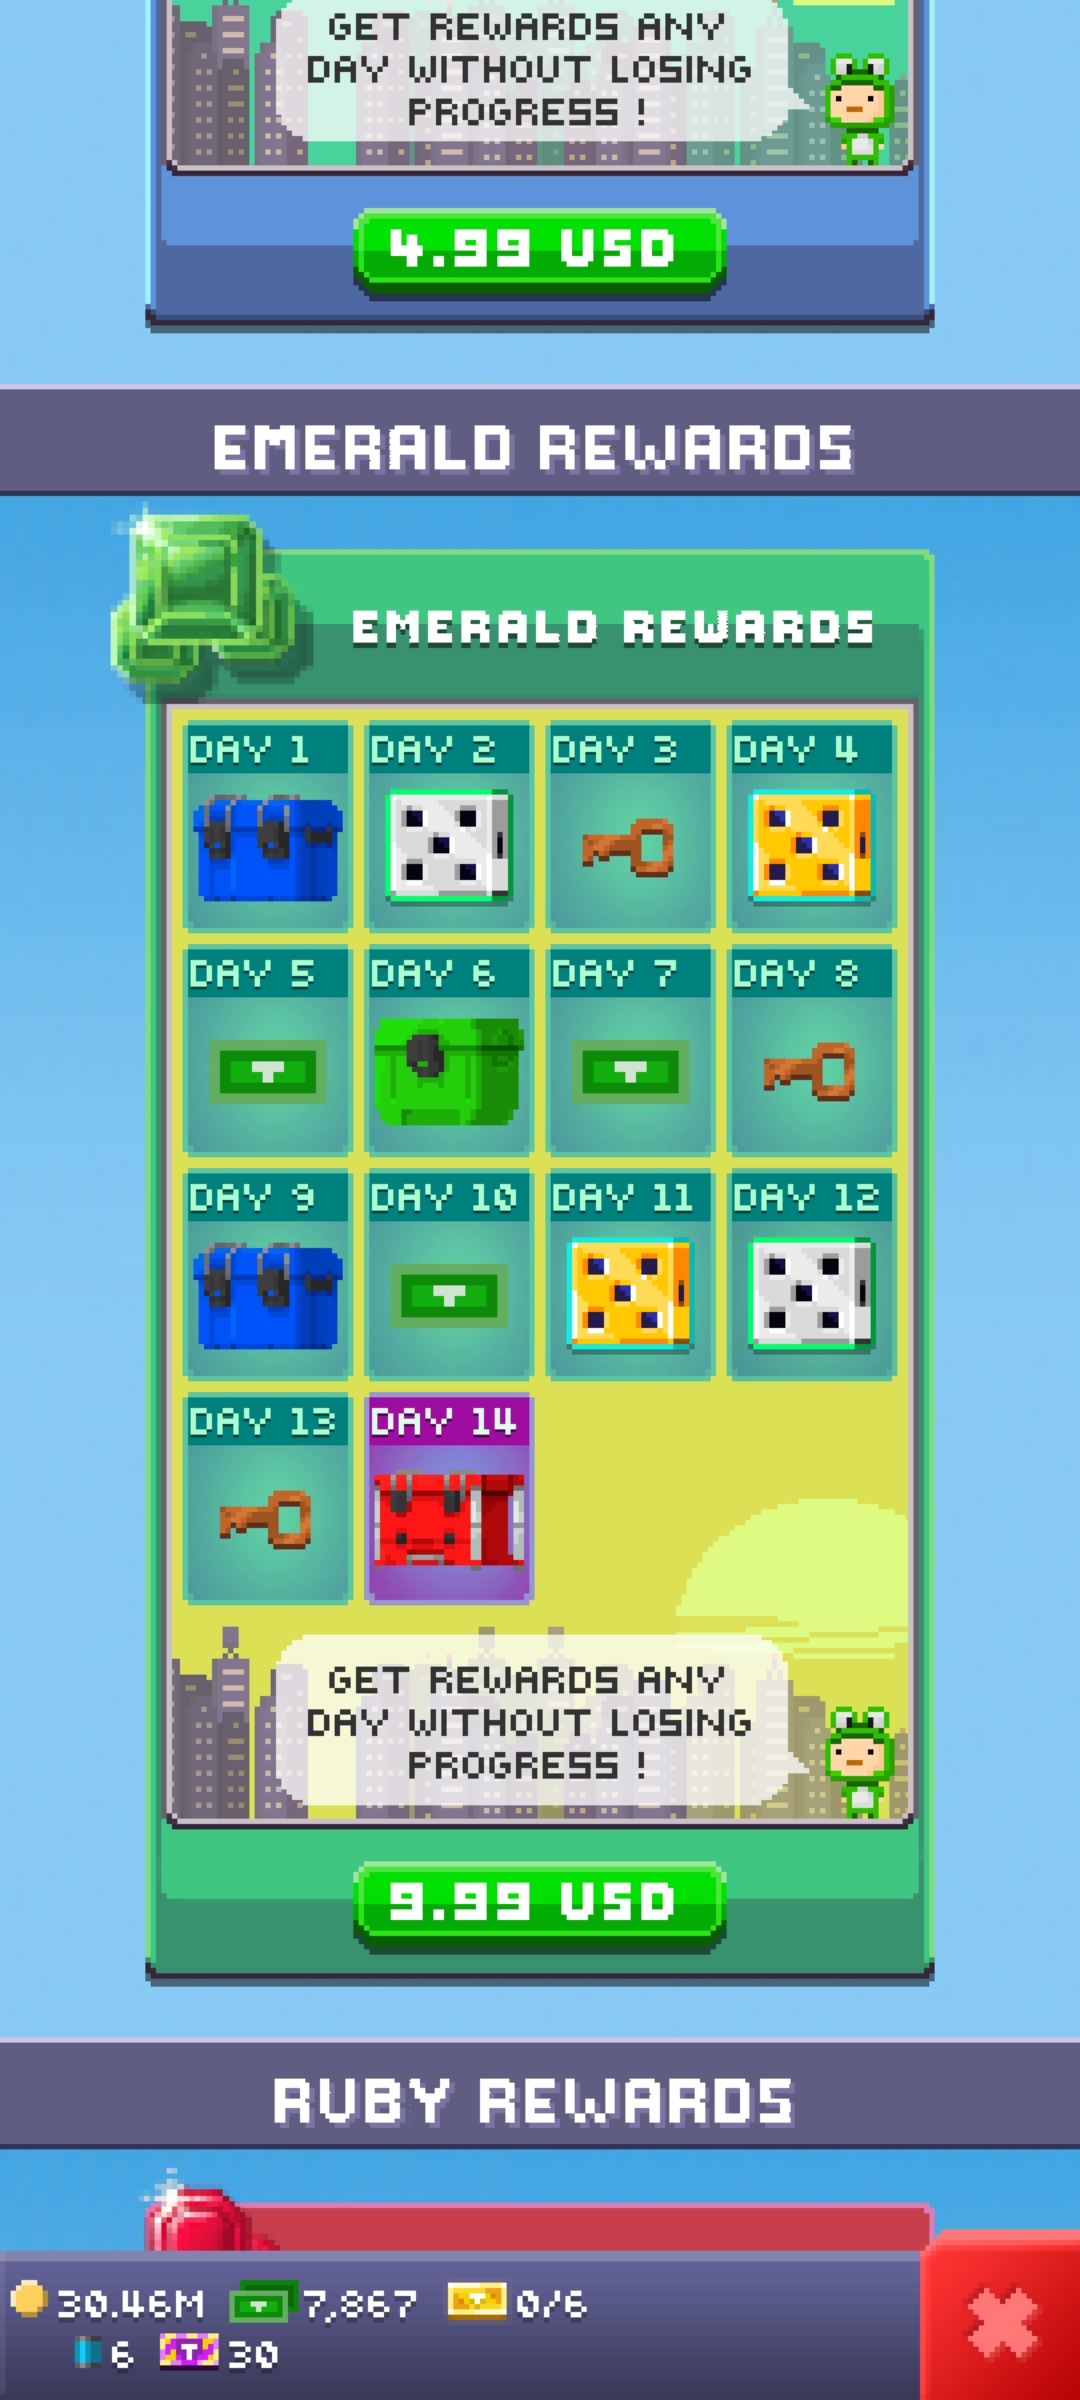 GET REWARDS ANY
DAY WITHOUT LOSING
PROGRESS !
4.99 USD
EMERALD REWARDS
EMERALD REWARDS
DAY 1 DAY 2 DAY 3 DAY 4
DAY 5 DAY 6 DAY 7 DAY 8
DAY 9 DAY 10 DAY 11 DAY 12
DAY 13 DAY 14
GET REWARDS ANY
DAY WITHOUT LOSING
PROGRESS !
9.99 USD
RUBY REWARDS
30.46M 7,867 0/6
6 T 30